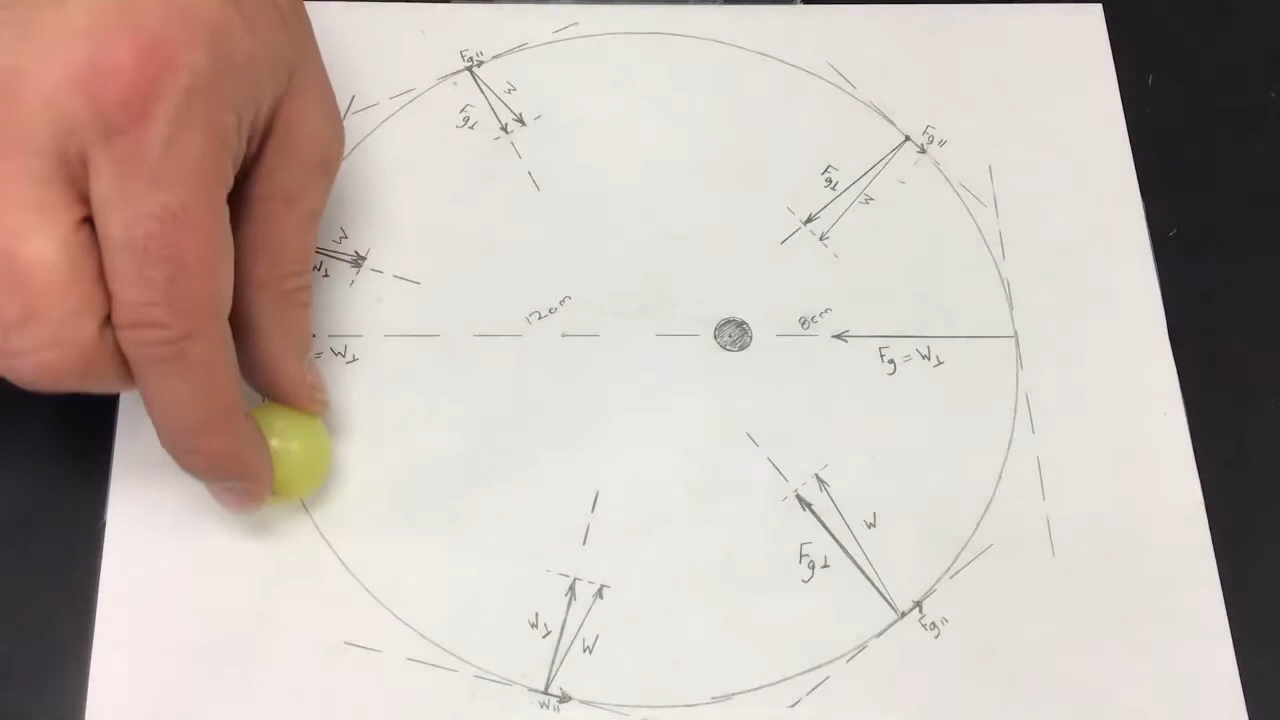 Fg||
W
Fg⊥
Fg||
Fg⊥
W
W
W⊥
12cm
8cm
= W⊥
Fg = W⊥
W
Fg⊥
W⊥
W
Fg||
W||